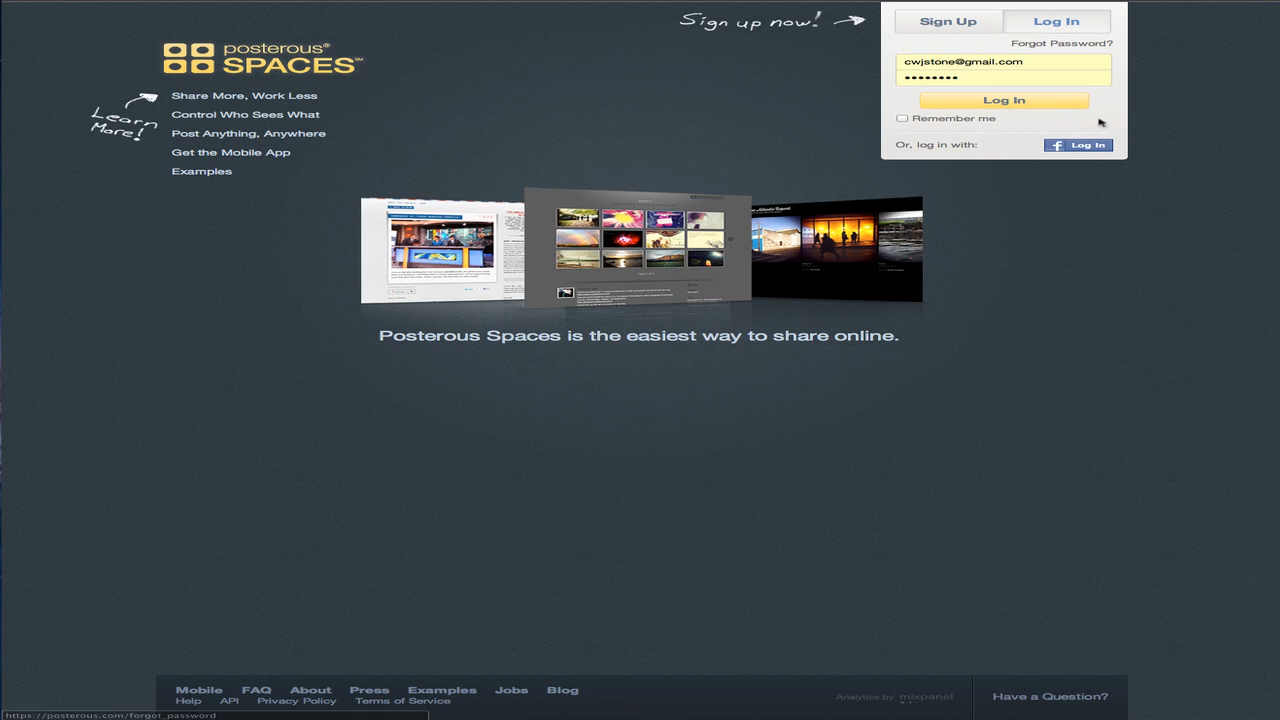 Sign up now!
Sign Up
Log In
Forgot Password?
cwjstone@gmail.com
••••••••
Log In
Remember me
Or, log in with:
f Log In
posterous®
SPACES℠
Learn More!
Share More, Work Less
Control Who Sees What
Post Anything, Anywhere
Get the Mobile App
Examples
Posterous Spaces is the easiest way to share online.
Mobile FAQ About Press Examples Jobs Blog
Help API Privacy Policy Terms of Service
Analytics by mixpanel
Have a Question?
https://posterous.com/forgot_password